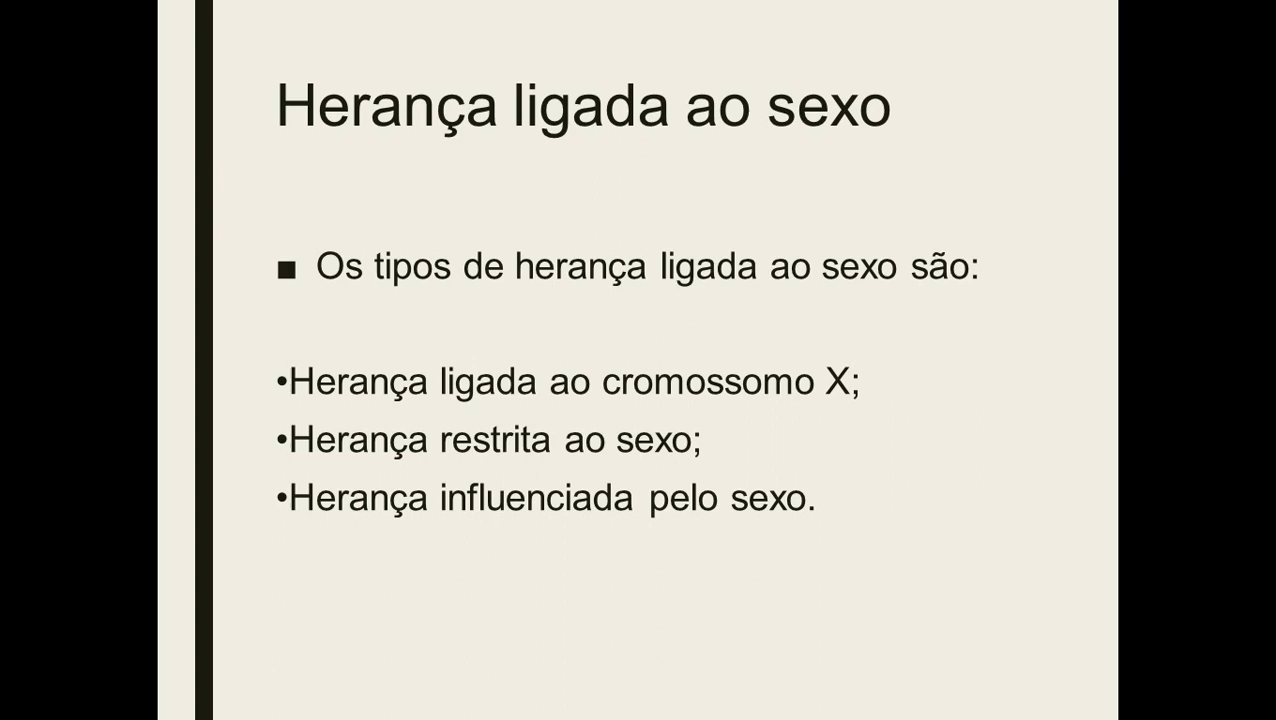 Herança ligada ao sexo
■ Os tipos de herança ligada ao sexo são:
•Herança ligada ao cromossomo X;
•Herança restrita ao sexo;
•Herança influenciada pelo sexo.